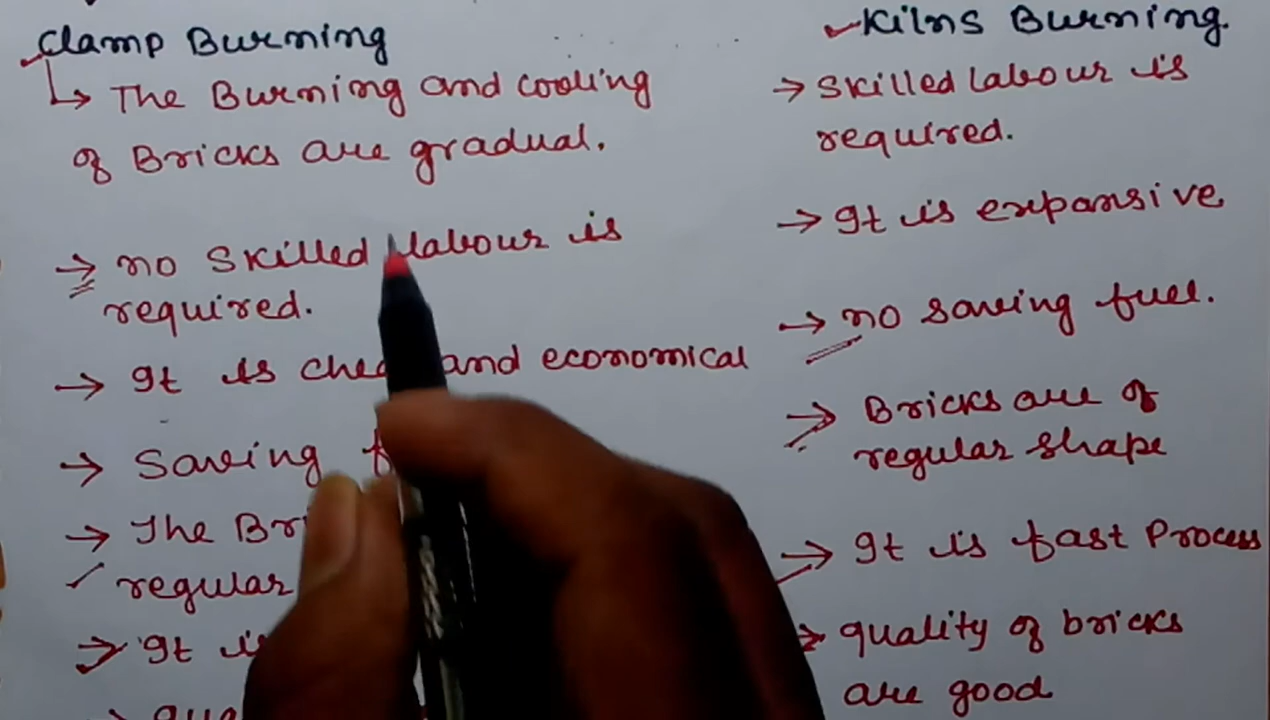 Clamp Burning
The Burning and cooling
of Bricks are gradual.
no skilled labour is
required.
It is and economical
Saving
The
regular
It is
Kilns Burning.
Skilled labour is
required.
It is expansive
no saving fuel.
Bricks are of
regular shape
It is fast Process
quality of bricks
are good